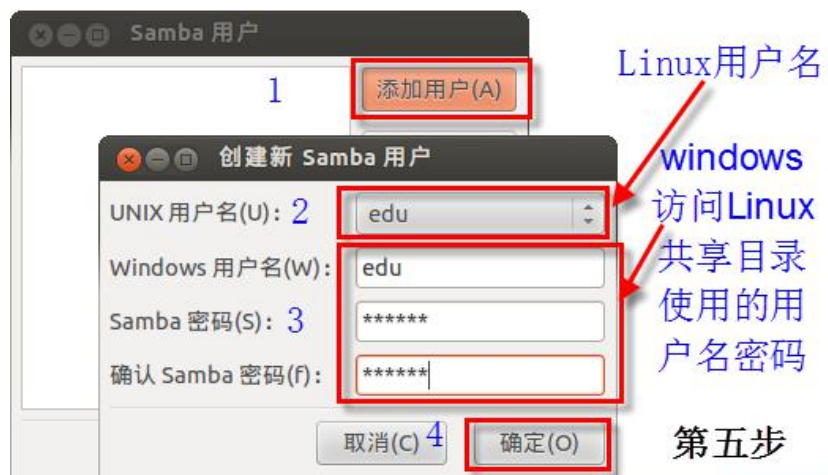 Samba 用户
1
添加用户(A)
Linux用户名
创建新 Samba 用户
UNIX 用户名(U): 2
edu
Windows 用户名(W):
edu
Samba 密码(S): 3
******
确认 Samba 密码(f):
******
windows
访问Linux
共享目录
使用的用
户名密码
取消(C)
4
确定(O)
第五步